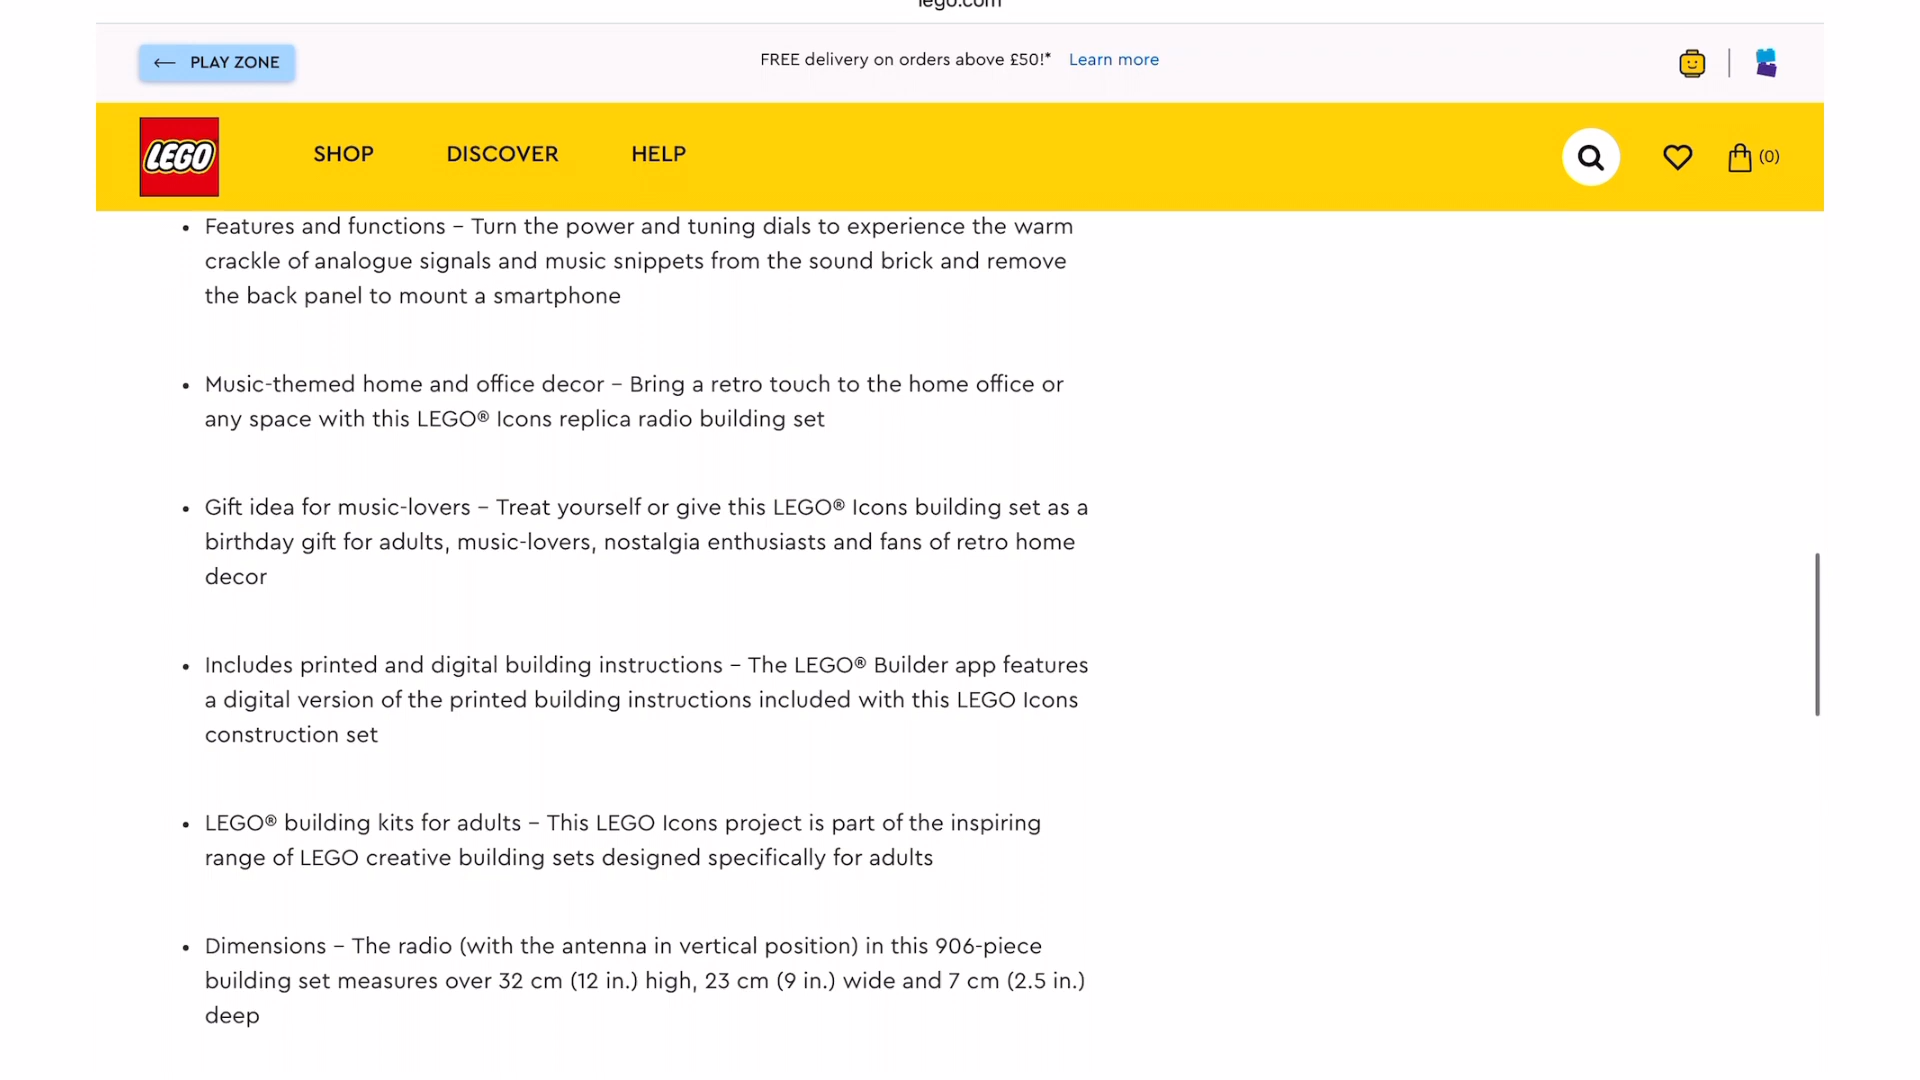 lego.com
← PLAY ZONE
FREE delivery on orders above £50!* Learn more
LEGO
SHOP DISCOVER HELP
(0)
• Features and functions – Turn the power and tuning dials to experience the warm
crackle of analogue signals and music snippets from the sound brick and remove
the back panel to mount a smartphone
• Music-themed home and office decor – Bring a retro touch to the home office or
any space with this LEGO® Icons replica radio building set
• Gift idea for music-lovers – Treat yourself or give this LEGO® Icons building set as a
birthday gift for adults, music-lovers, nostalgia enthusiasts and fans of retro home
decor
• Includes printed and digital building instructions – The LEGO® Builder app features
a digital version of the printed building instructions included with this LEGO Icons
construction set
• LEGO® building kits for adults – This LEGO Icons project is part of the inspiring
range of LEGO creative building sets designed specifically for adults
• Dimensions – The radio (with the antenna in vertical position) in this 906-piece
building set measures over 32 cm (12 in.) high, 23 cm (9 in.) wide and 7 cm (2.5 in.)
deep